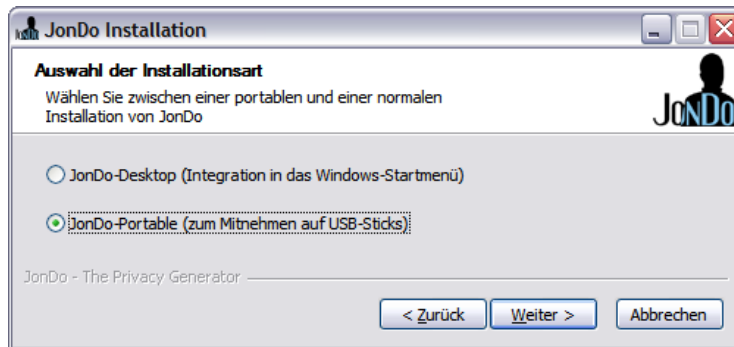 JonDo Installation
Auswahl der Installationsart
Wählen Sie zwischen einer portablen und einer normalen
Installation von JonDo
JonDo
JonDo-Desktop (Integration in das Windows-Startmenü)
JonDo-Portable (zum Mitnehmen auf USB-Sticks)
JonDo - The Privacy Generator
< Zurück Weiter > Abbrechen